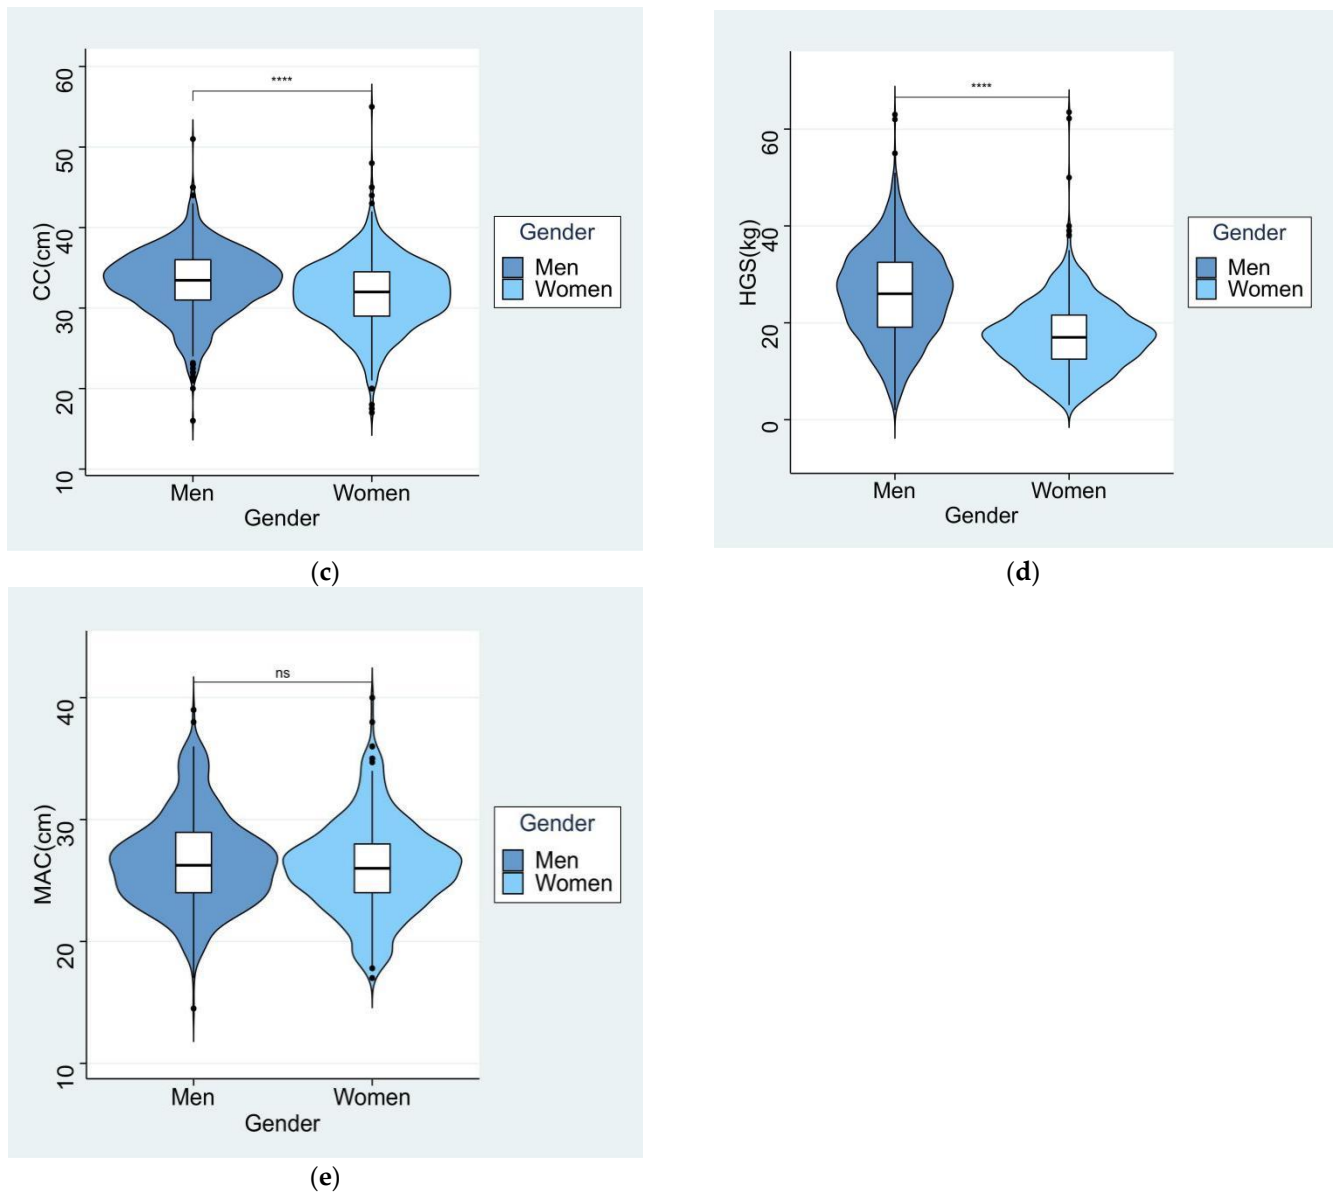 60
50
40
30
20
10
CC(cm)
****
Men
Women
Gender
Gender
Men
Women
(c)
60
40
20
0
HGS(kg)
****
Men
Women
Gender
Gender
Men
Women
(d)
40
30
20
10
MAC(cm)
ns
Men
Women
Gender
Gender
Men
Women
(e)